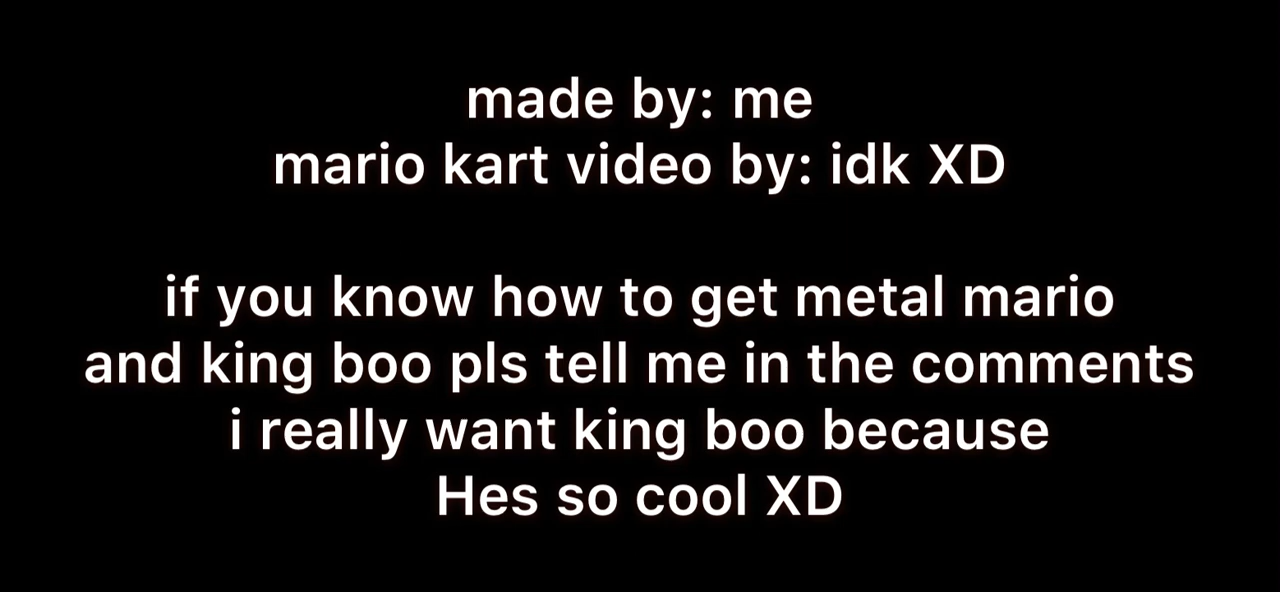 made by: me
mario kart video by: idk XD
if you know how to get metal mario
and king boo pls tell me in the comments
i really want king boo because
Hes so cool XD